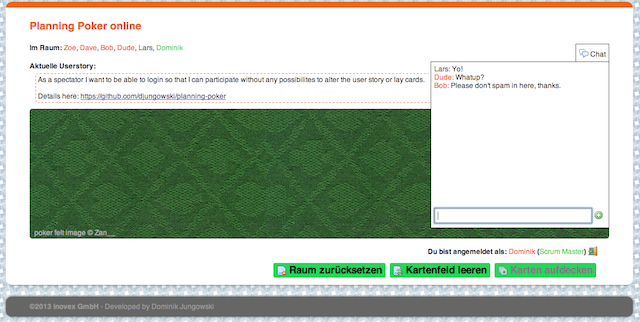 Planning Poker online
Im Raum: Zoe, Dave, Bob, Dude, Lars, Dominik
Chat
Aktuelle Userstory:
As a spectator I want to be able to login so that I can participate without any possibilites to alter the user story or lay cards.
Details here: https://github.com/djungowski/planning-poker
Lars: Yo!
Dude: Whatup?
Bob: Please don't spam in here, thanks.
poker felt image © Zan__
Du bist angemeldet als: Dominik (Scrum Master)
Raum zurücksetzen
Kartenfeld leeren
Karten aufdecken
©2013 inovex GmbH - Developed by Dominik Jungowski